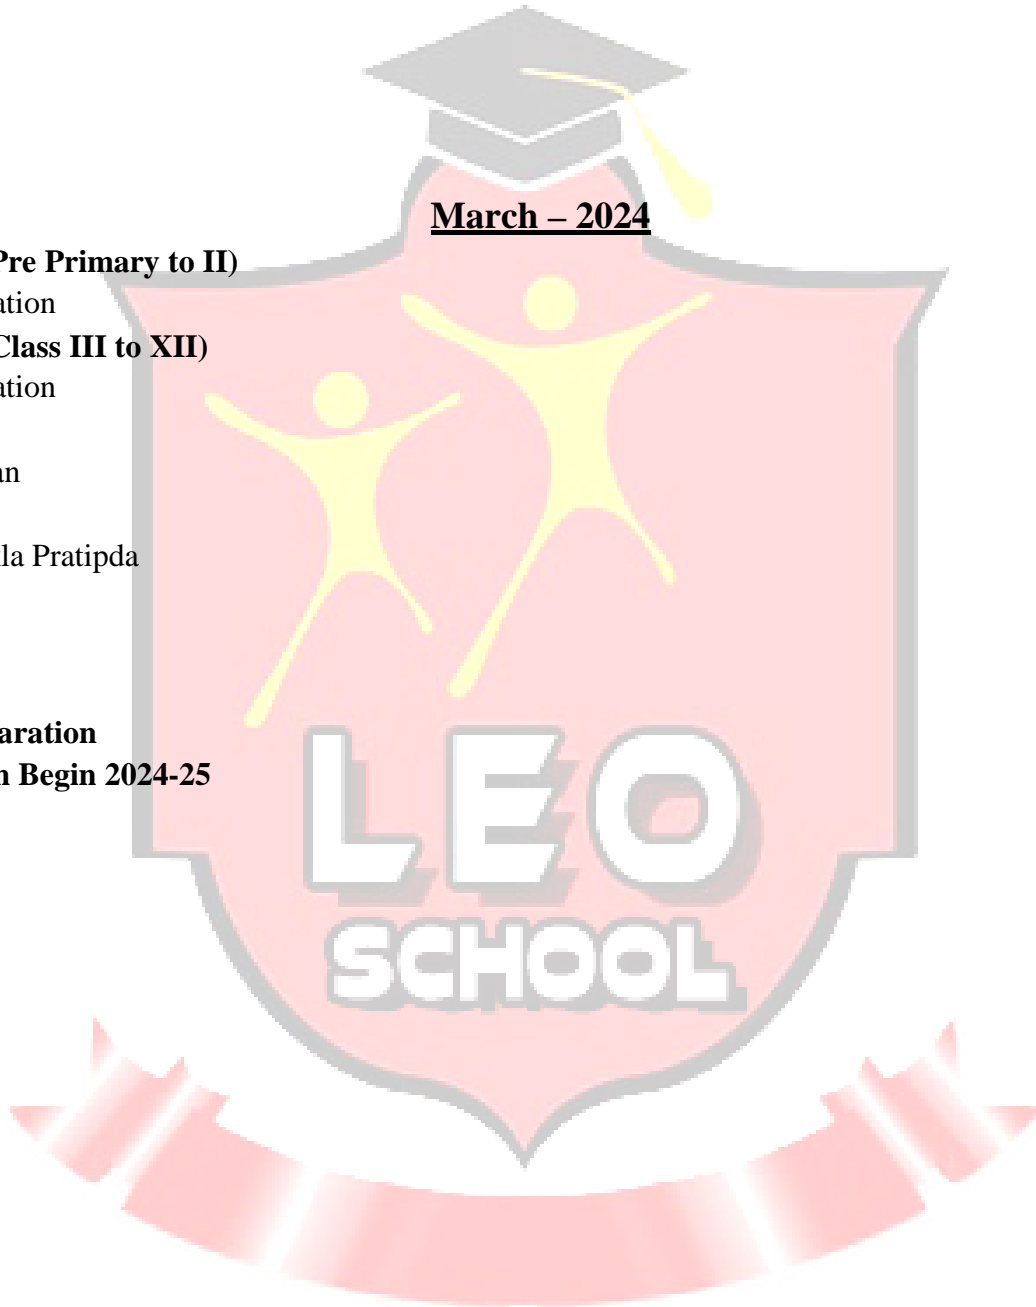 March – 2024
Pre Primary to II)
ation
Class III to XII)
ation
an
la Pratipda
aration
n Begin 2024-25
LEO
SCHOOL